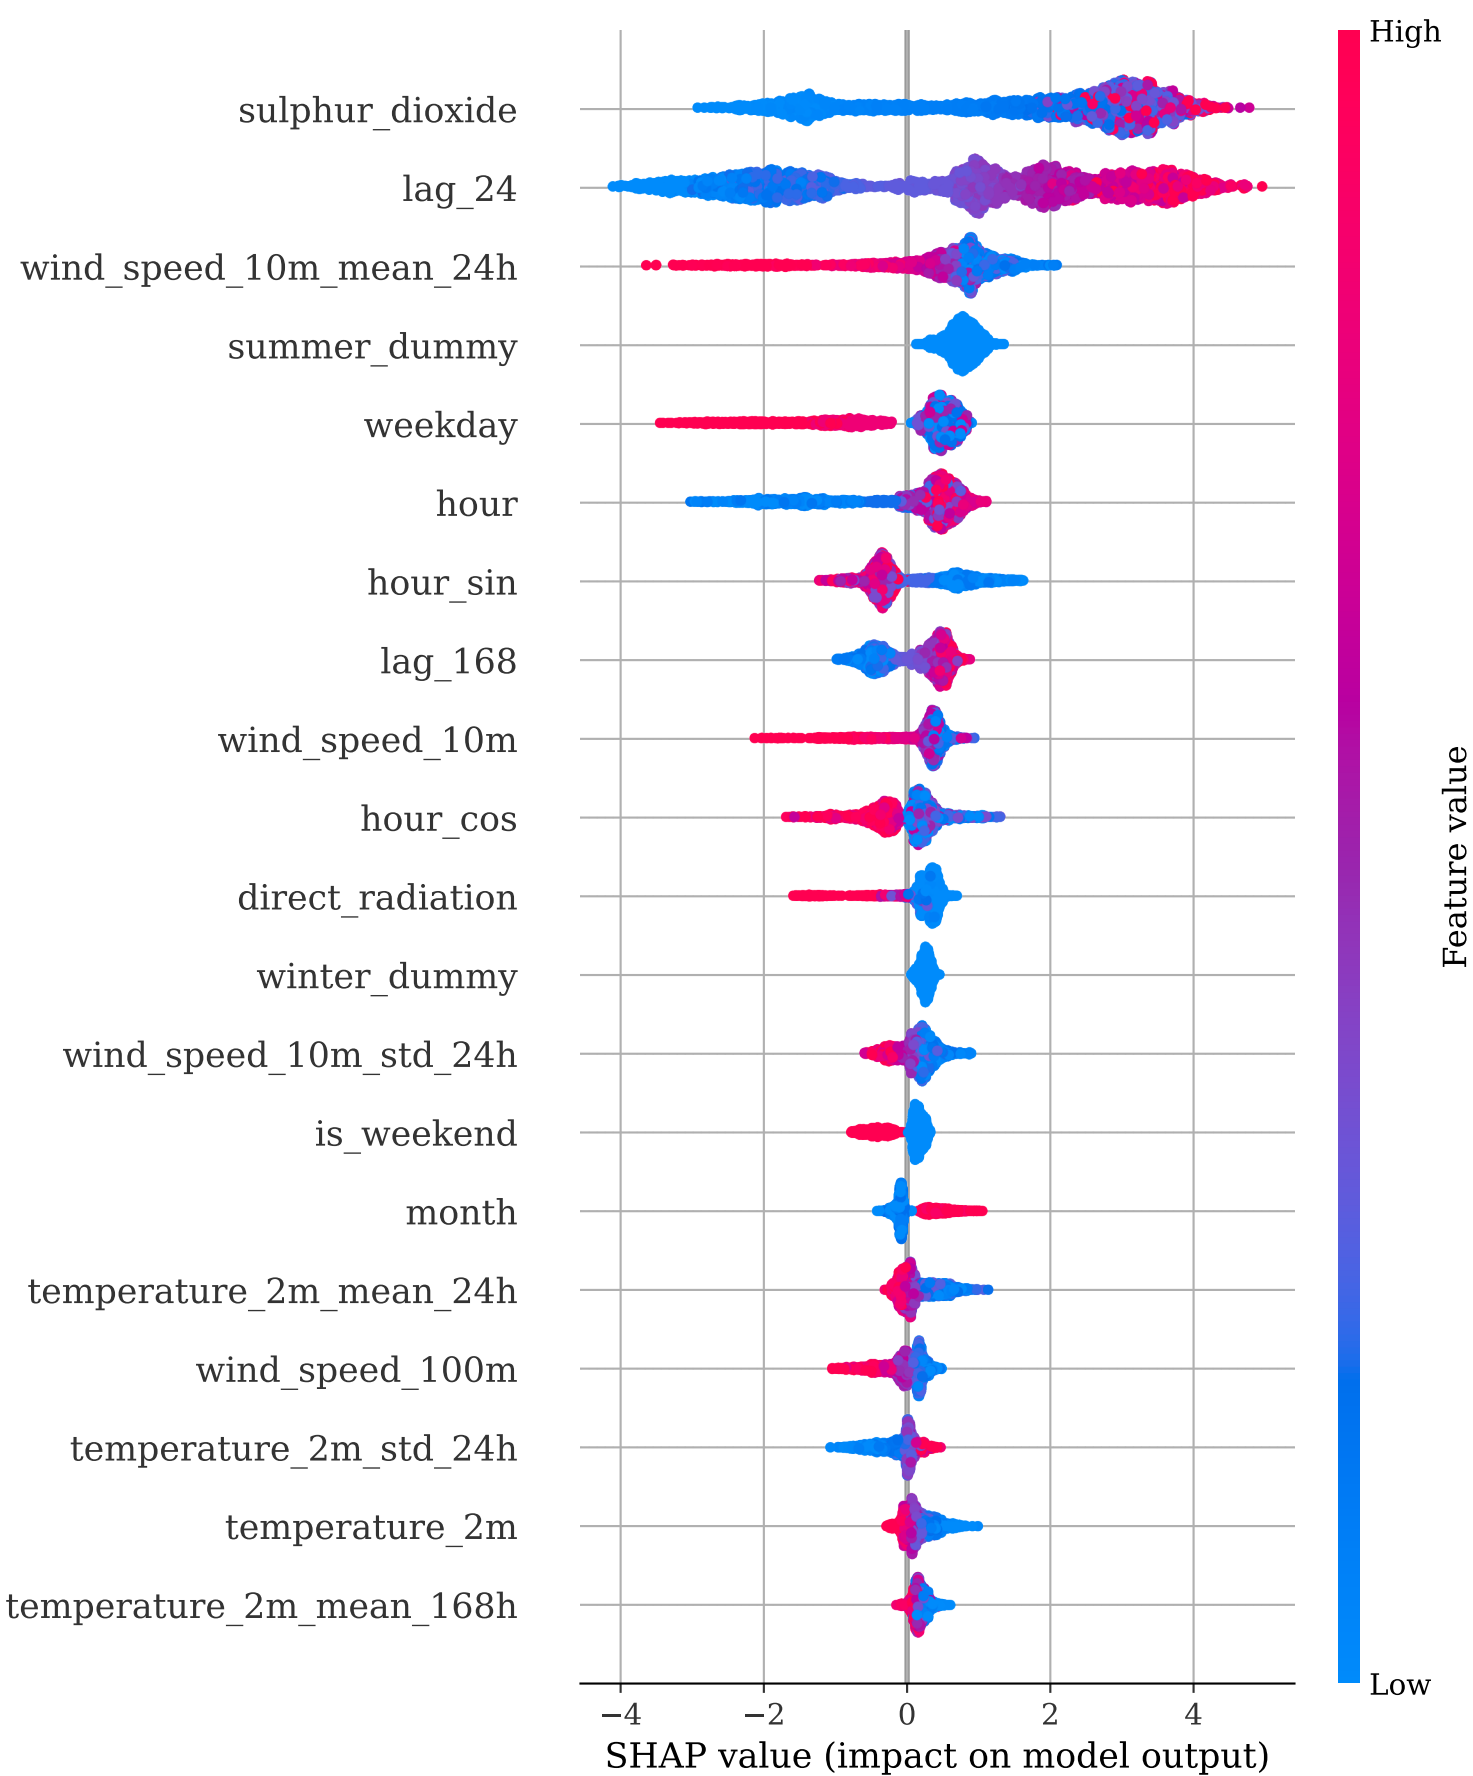 High
sulphur_dioxide
lag_24
wind_speed_10m_mean_24h
summer_dummy
weekday
hour
hour_sin
lag_168
wind_speed_10m
hour_cos
direct_radiation
winter_dummy
wind_speed_10m_std_24h
is_weekend
month
temperature_2m_mean_24h
wind_speed_100m
temperature_2m_std_24h
temperature_2m
temperature_2m_mean_168h
Feature value
Low
−4 −2 0 2 4
SHAP value (impact on model output)